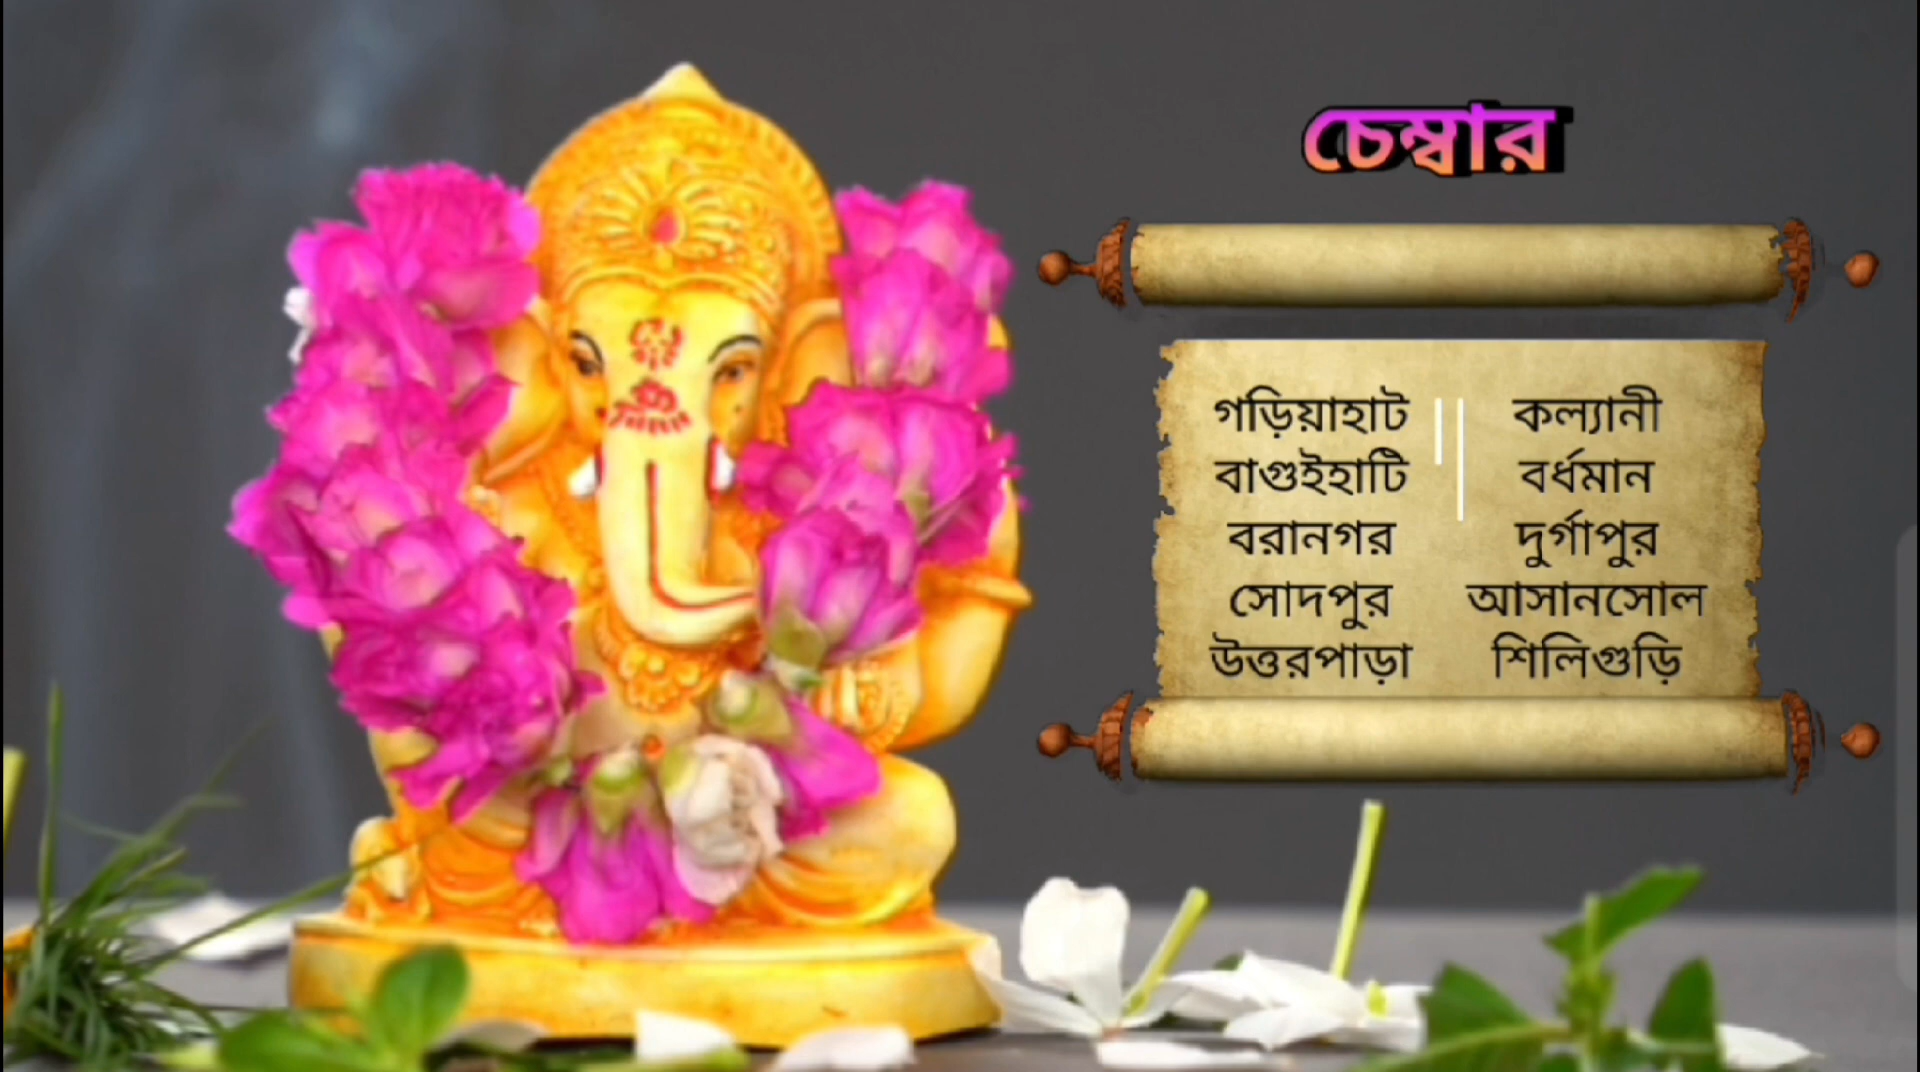 চেম্বার
গড়িয়াহাট
বাগুইহাটি
বরানগর
সোদপুর
উত্তরপাড়া
কল্যানী
বর্ধমান
দুর্গাপুর
আসানসোল
শিলিগুড়ি